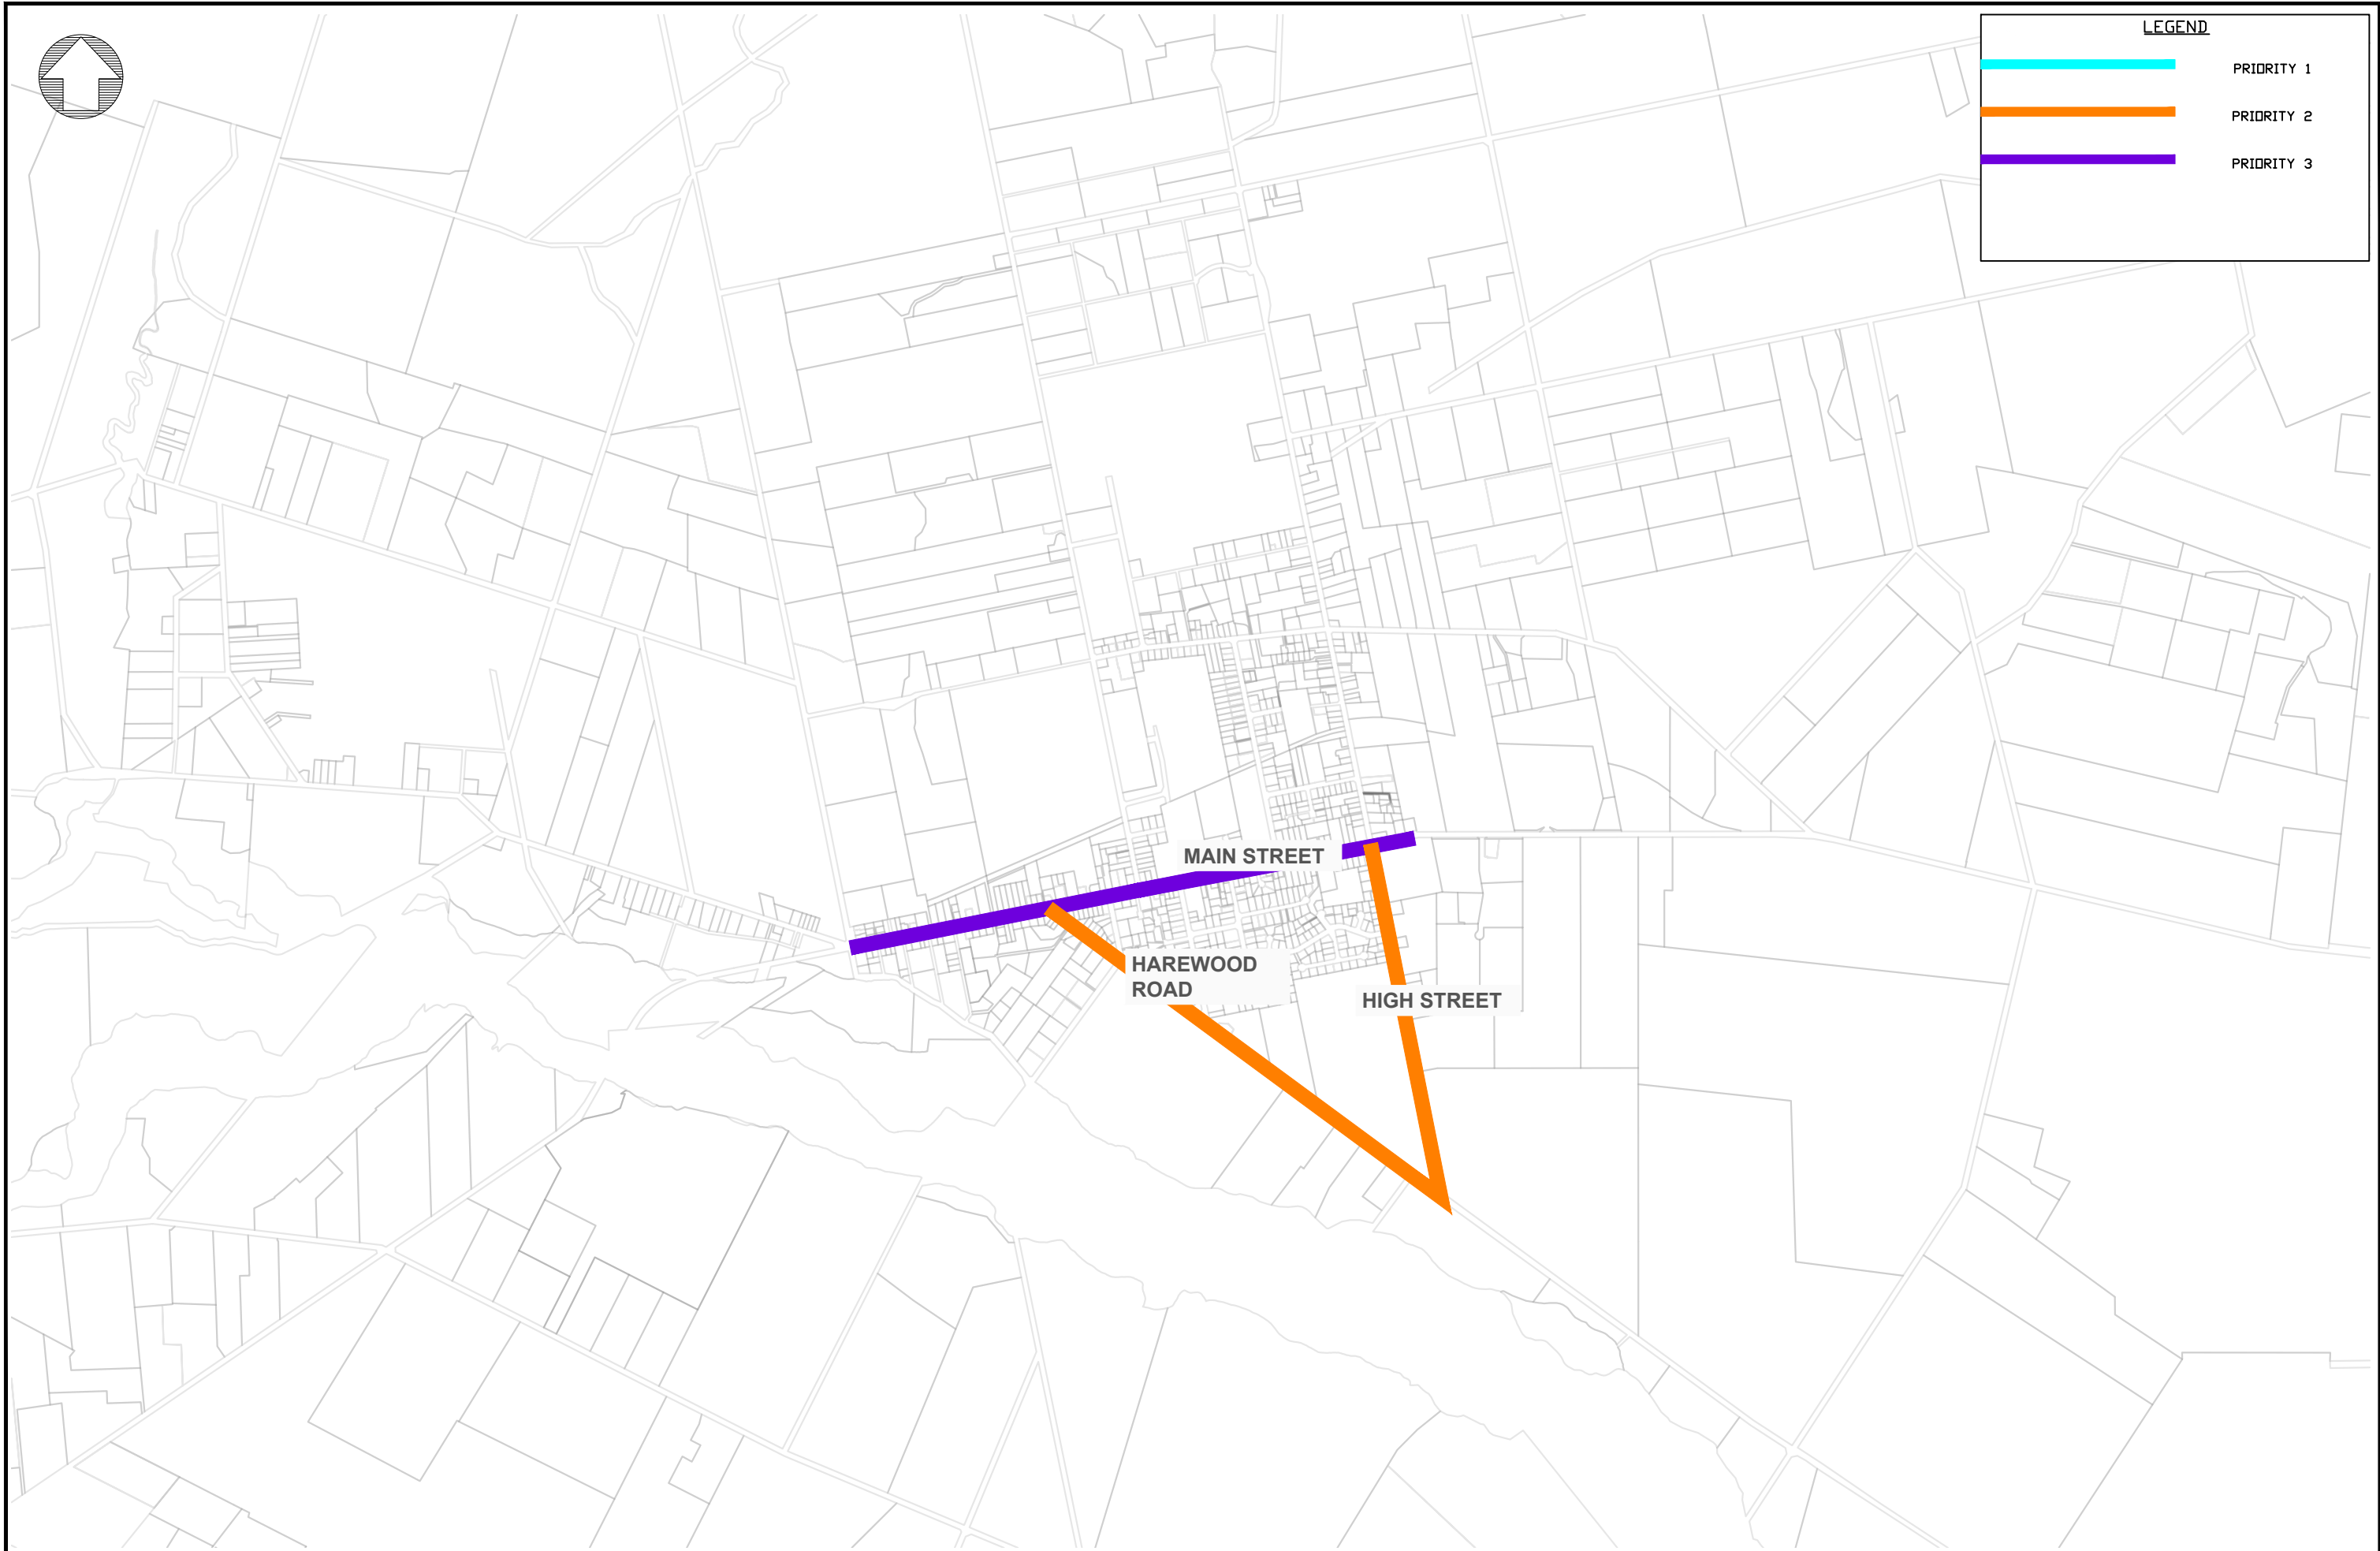 LEGEND
PRIORITY 1
PRIORITY 2
PRIORITY 3
MAIN STREET
HAREWOOD
ROAD
HIGH STREET